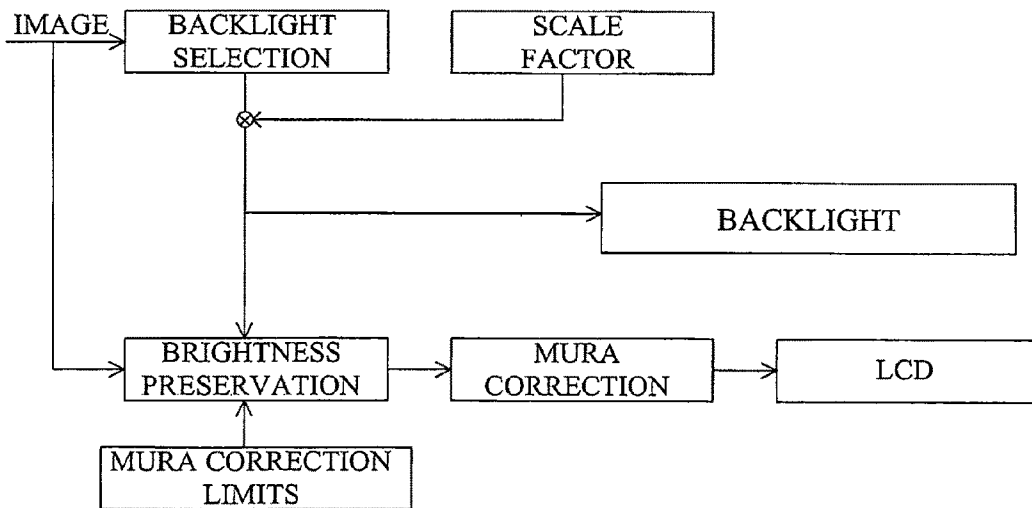 IMAGE
BACKLIGHT
SELECTION
SCALE
FACTOR
BACKLIGHT
BRIGHTNESS
PRESERVATION
MURA
CORRECTION
LCD
MURA CORRECTION
LIMITS